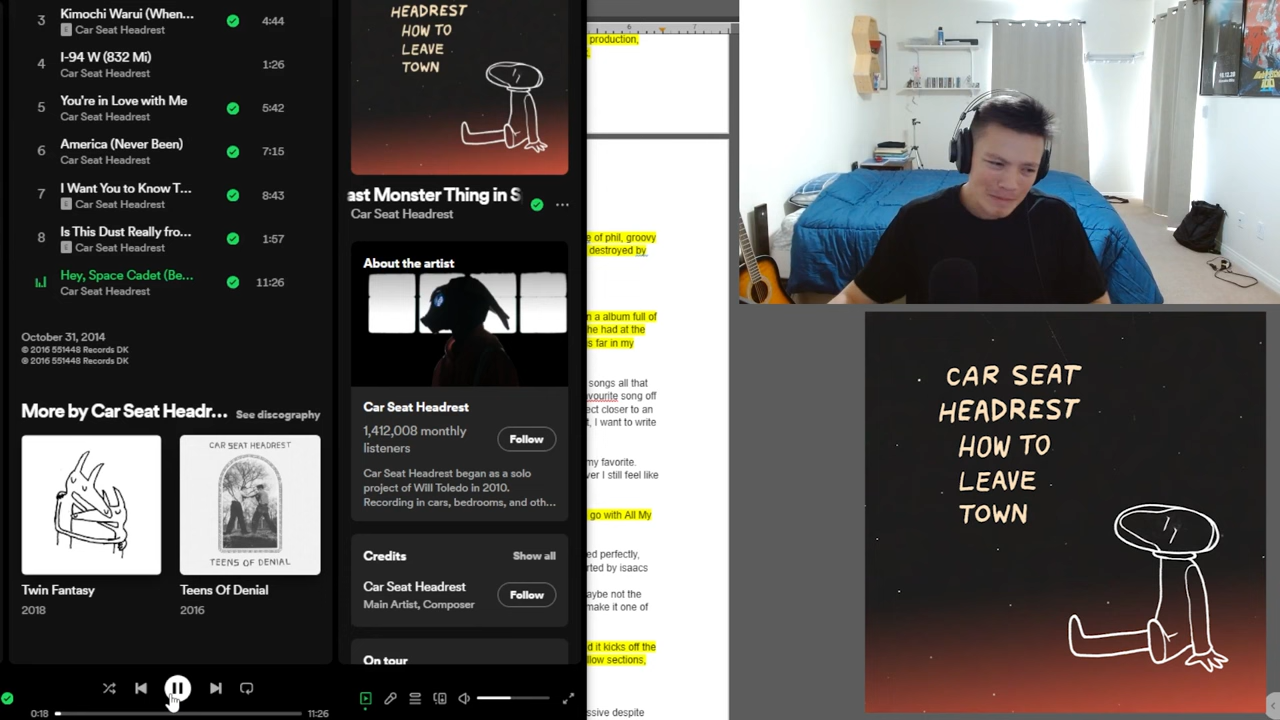 3 Kimochi Warui (When... 4:44
E Car Seat Headrest
4 I-94 W (832 Mi) 1:26
Car Seat Headrest
5 You're in Love with Me 5:42
Car Seat Headrest
6 America (Never Been) 7:15
Car Seat Headrest
7 I Want You to Know T... 8:43
E Car Seat Headrest
8 Is This Dust Really fro... 1:57
E Car Seat Headrest
Hey, Space Cadet (Be... 11:26
Car Seat Headrest
October 31, 2014
© 2016 551448 Records DK
℗ 2016 551448 Records DK
More by Car Seat Headr... See discography
CAR SEAT HEADREST
TEENS OF DENIAL
Twin Fantasy
2018
Teens Of Denial
2016
0:18 11:26
HEADREST
HOW TO
LEAVE
TOWN
ast Monster Thing in S
Car Seat Headrest
About the artist
Car Seat Headrest
1,412,008 monthly
listeners
Follow
Car Seat Headrest began as a solo
project of Will Toledo in 2010.
Recording in cars, bedrooms, and oth...
Credits Show all
Car Seat Headrest
Main Artist, Composer
Follow
On tour
6 7
production,
e of phil, groovy
destroyed by
n a album full of
he had at the
s far in my
songs all that
vourite song off
ect closer to an
t, I want to write
my favorite.
ver I still feel like
go with All My
ed perfectly,
rted by isaacs
aybe not the
make it one of
d it kicks off the
llow sections,
ssive despite
CAR SEAT
HEADREST
HOW TO
LEAVE
TOWN